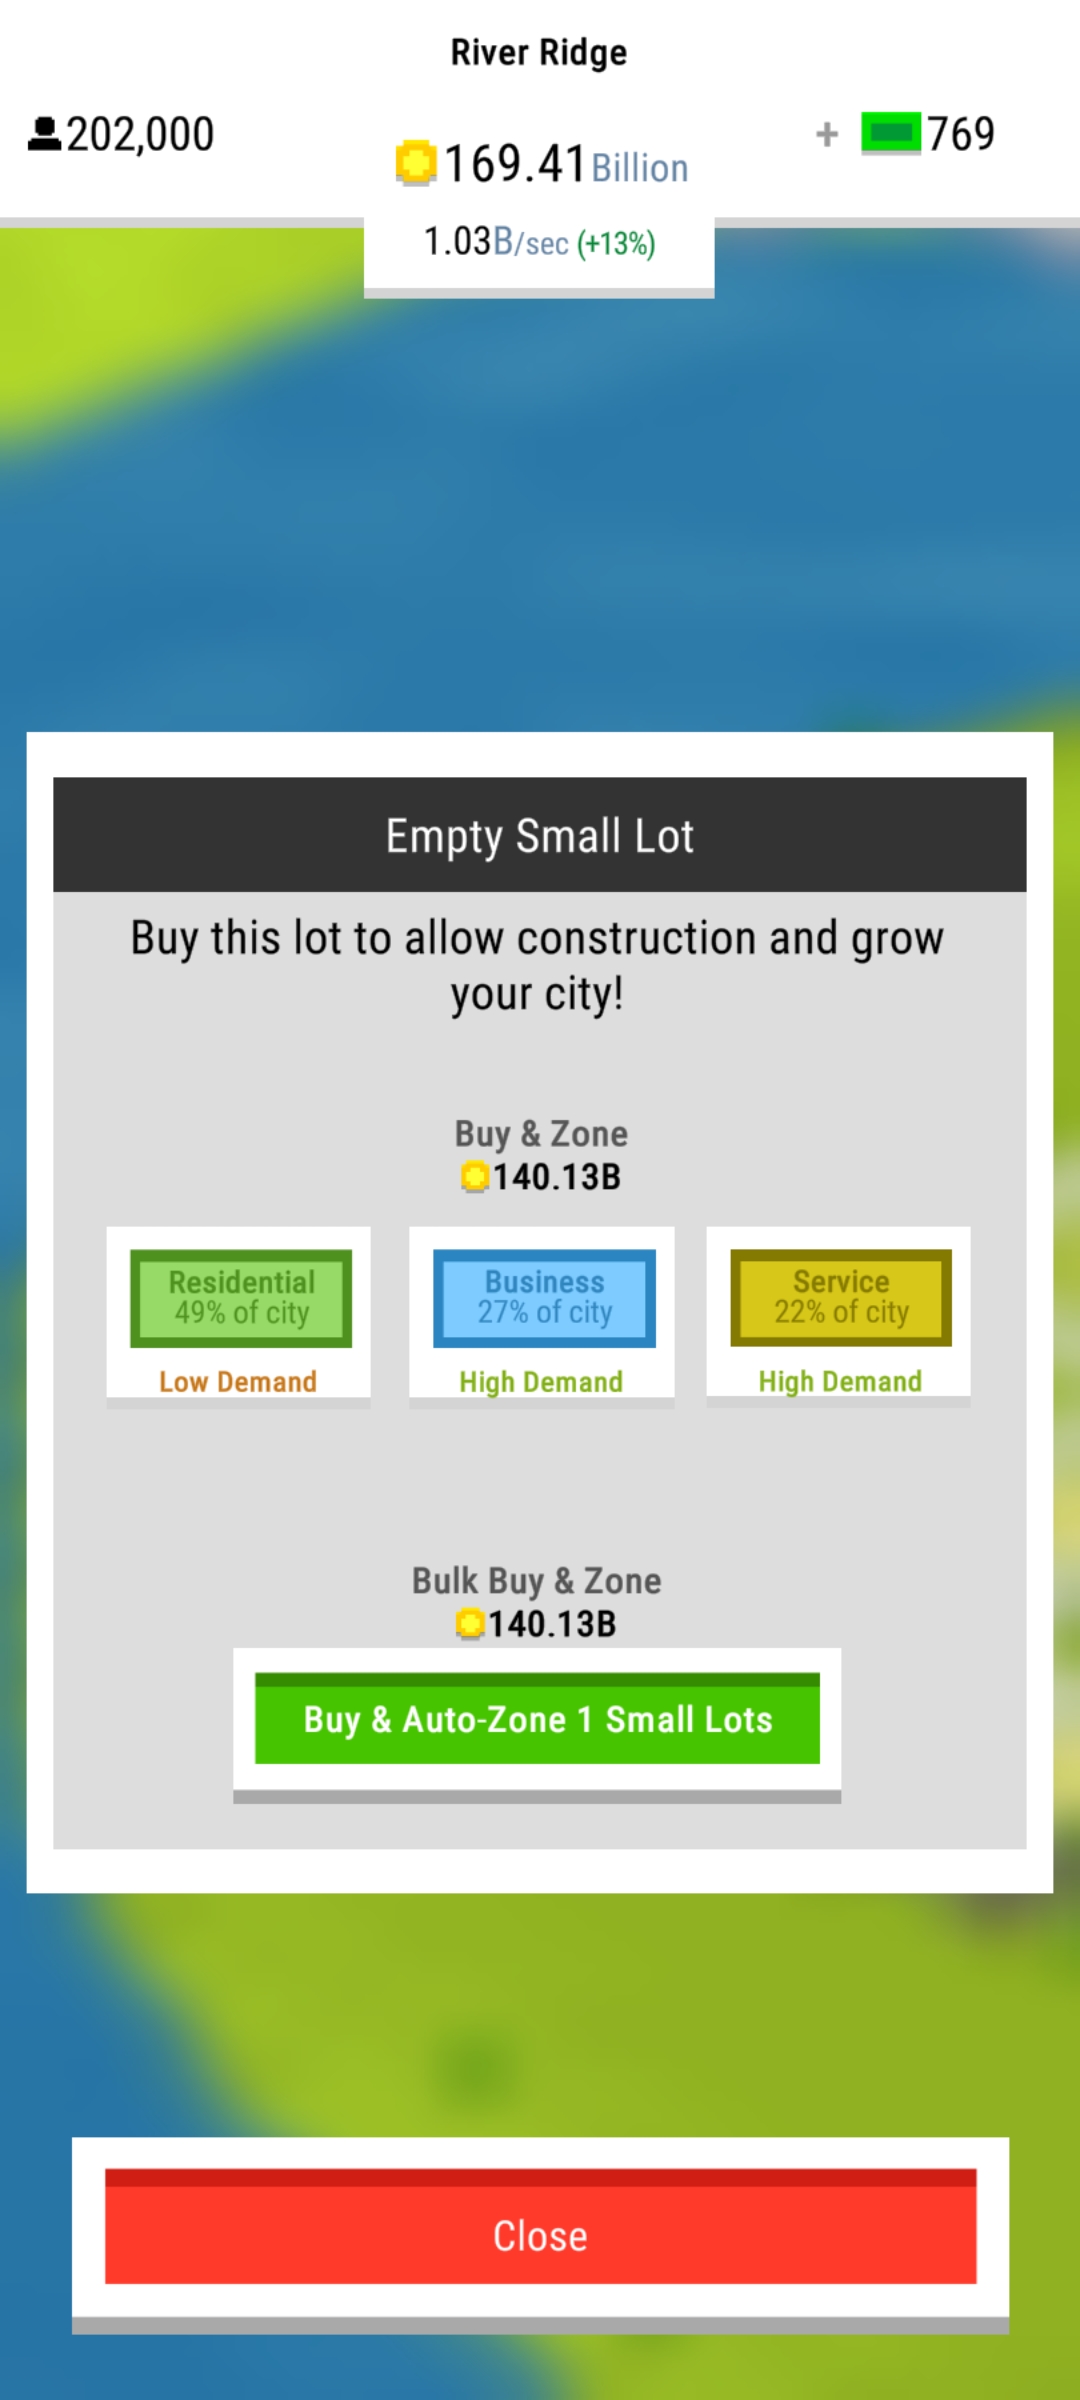 River Ridge
202,000
+ 769
169.41 Billion
1.03B/sec (+13%)
Empty Small Lot
Buy this lot to allow construction and grow
your city!
Buy & Zone
140.13B
Residential
49% of city
Low Demand
Business
27% of city
High Demand
Service
22% of city
High Demand
Bulk Buy & Zone
140.13B
Buy & Auto-Zone 1 Small Lots
Close